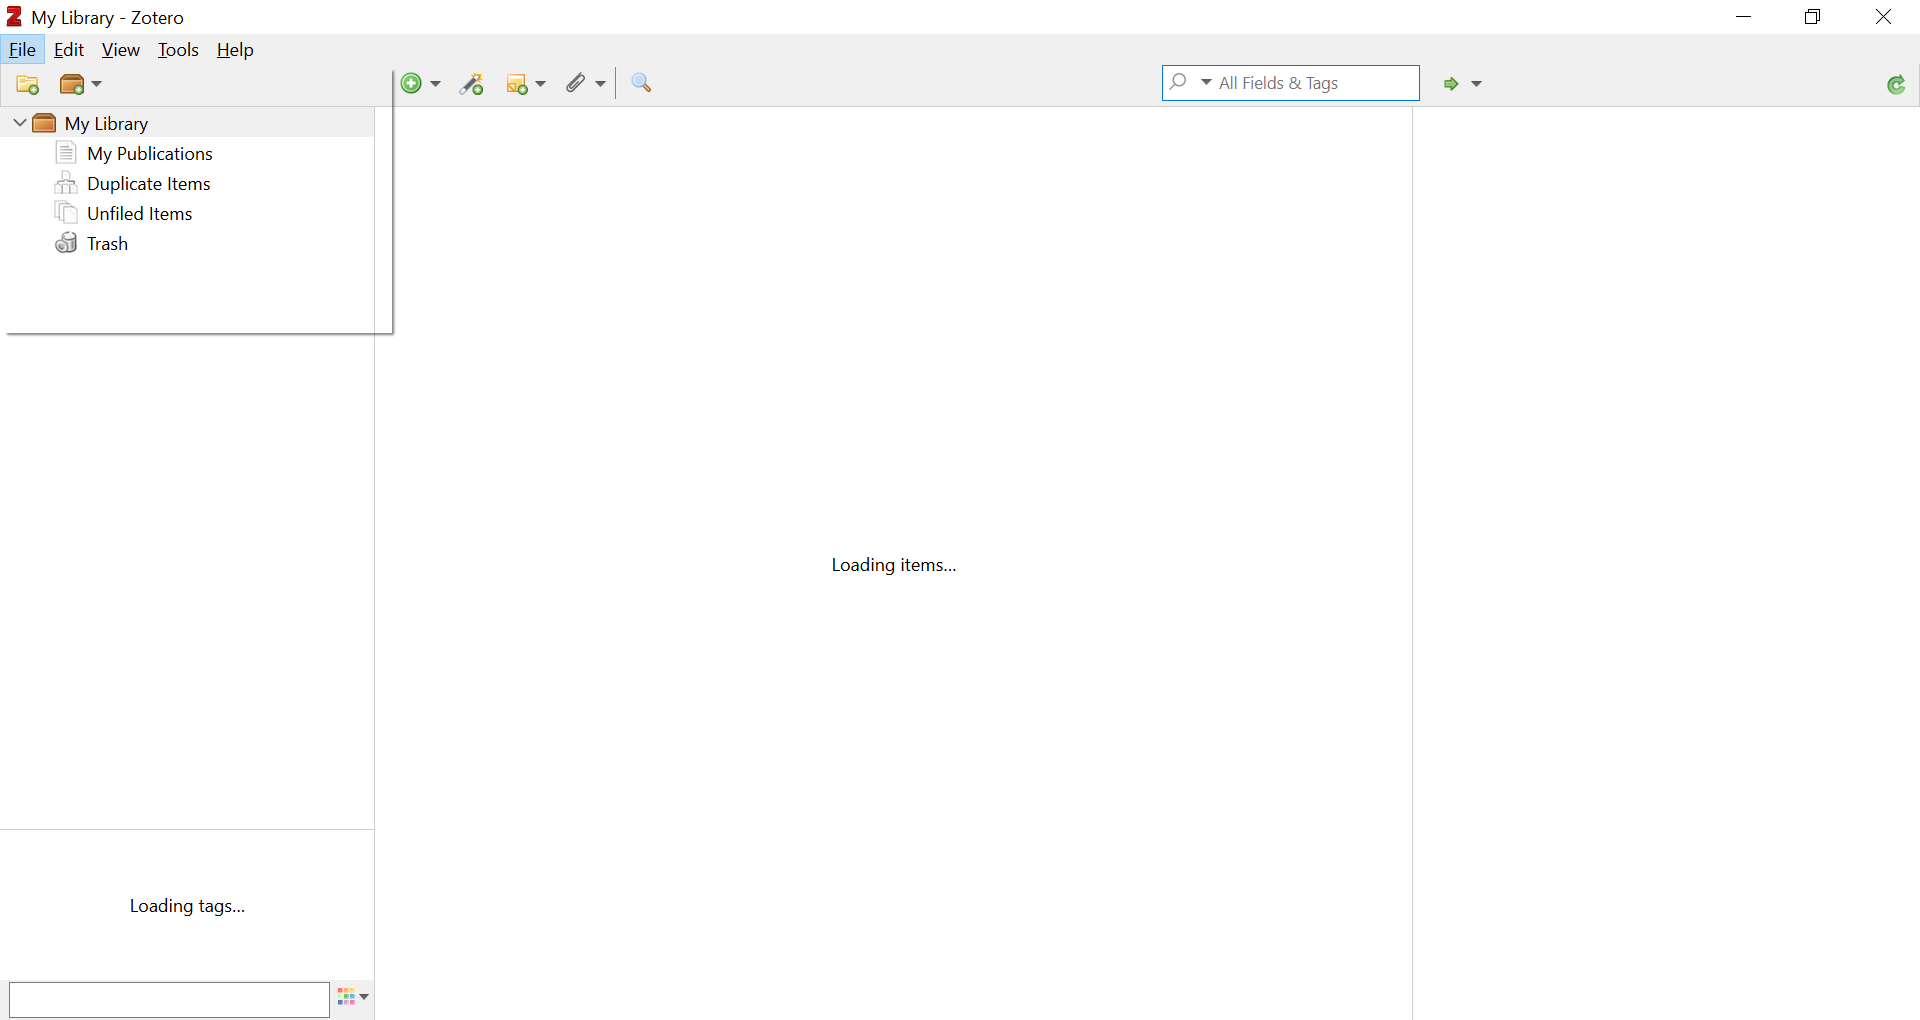 My Library - Zotero
File Edit View Tools Help
All Fields & Tags
My Library
My Publications
Duplicate Items
Unfiled Items
Trash
Loading items...
Loading tags...